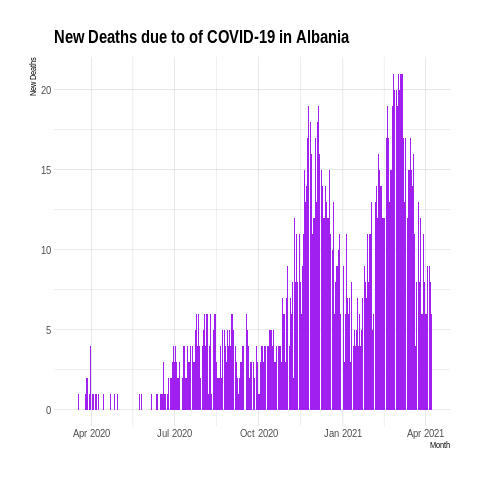 New Deaths due to of COVID-19 in Albania
New Deaths
20
15
10
5
0
Apr 2020 Jul 2020 Oct 2020 Jan 2021 Apr 2021
Month